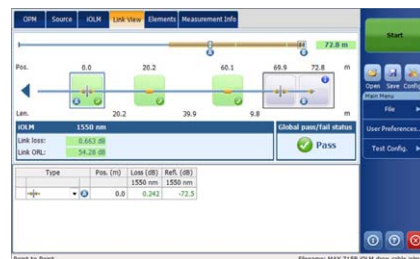 OPM Source iOLM Link View Elements Measurement Info
72.8 m
Pos. 0.0 20.2 60.1 69.9 72.8 m
Len. 20.2 39.9 9.8 m
iOLM 1550 nm
Global pass/fail status
Link loss: 0.663 dB
Link ORL: 54.28 dB
Pass
Type Pos. (m) Loss (dB) Refl. (dB)
1550 nm 1550 nm
0.0 0.242 -72.5
Start
Open Save Config
Main Menu
File
User Preferences...
Test Config.